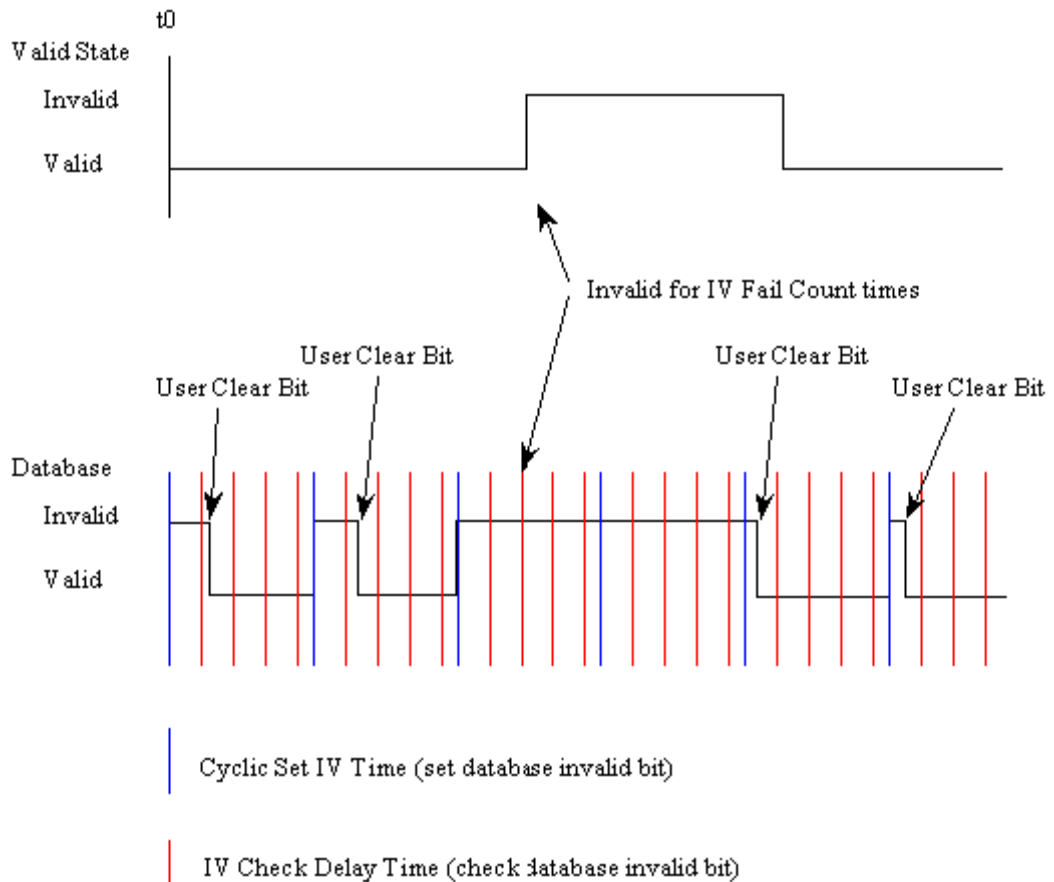 t0
Valid State
Invalid
Valid
Invalid for IV Fail Count times
User Clear Bit
User Clear Bit
User Clear Bit
User Clear Bit
Database
Invalid
Valid
Cyclic Set IV Time (set database invalid bit)
IV Check Delay Time (check database invalid bit)